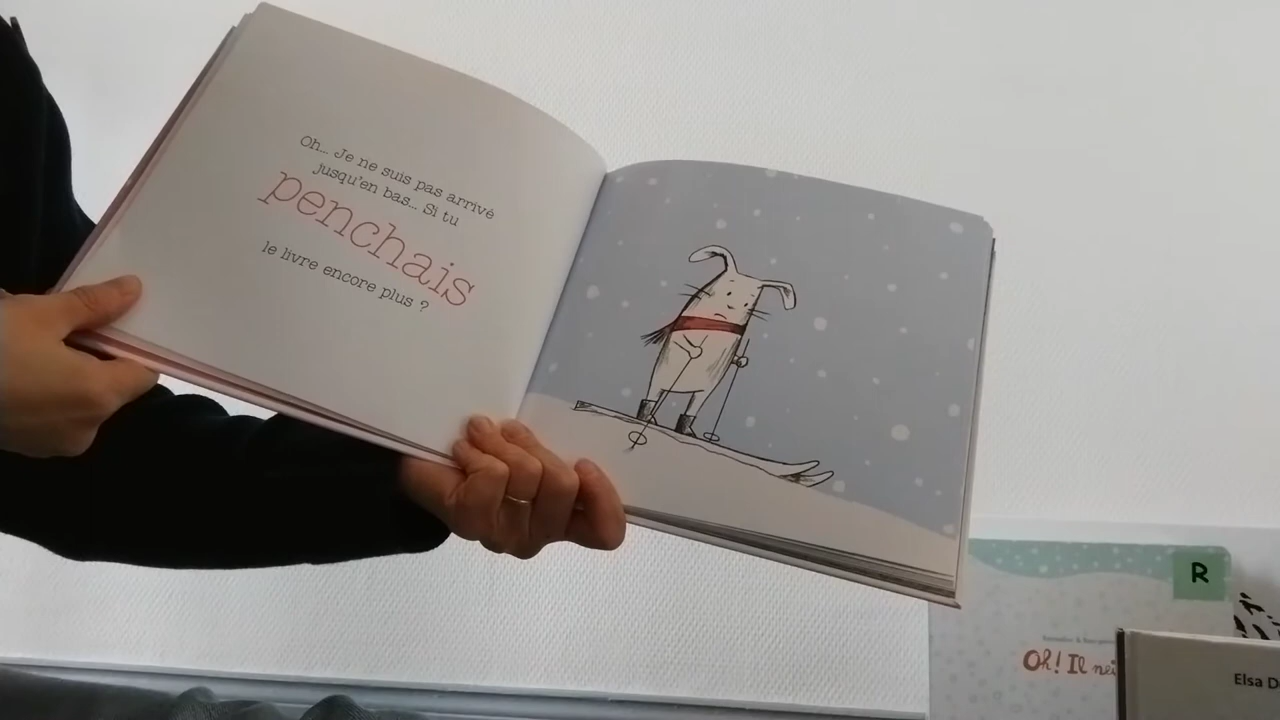 Oh... Je ne suis pas arrivé
jusqu'en bas... Si tu
penchais
le livre encore plus ?
R
Oh! Il
Elsa